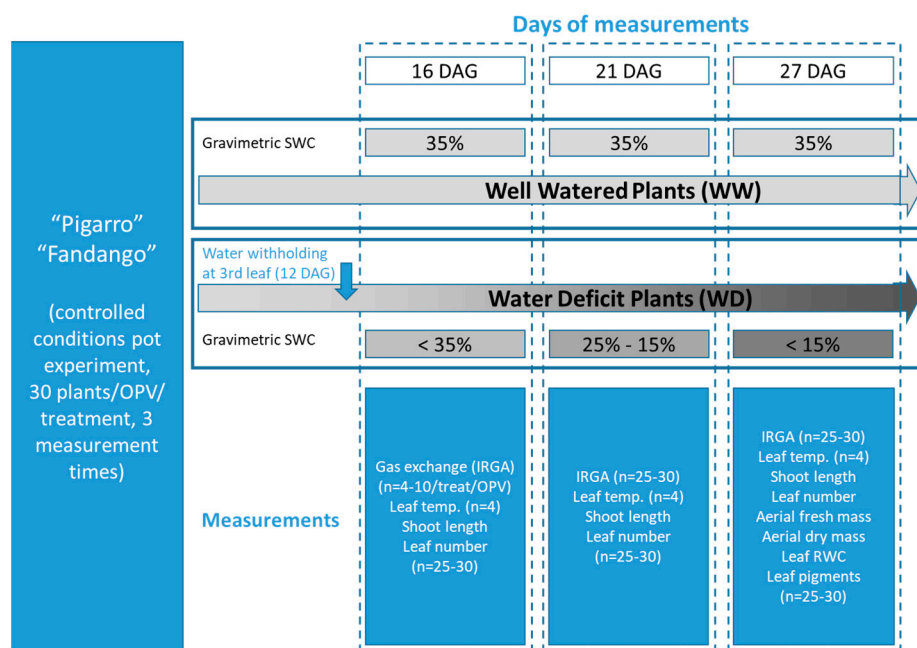 Days of measurements
16 DAG
21 DAG
27 DAG
"Pigarro"
"Fandango"
(controlled
conditions pot
experiment,
30 plants/OPV/
treatment, 3
measurement
times)
Gravimetric SWC
35%
35%
35%
Well Watered Plants (WW)
Water withholding
at 3rd leaf (12 DAG)
Water Deficit Plants (WD)
Gravimetric SWC
< 35%
25% - 15%
< 15%
Measurements
Gas exchange (IRGA)
(n=4-10/treat/OPV)
Leaf temp. (n=4)
Shoot length
Leaf number
(n=25-30)
IRGA (n=25-30)
Leaf temp. (n=4)
Shoot length
Leaf number
(n=25-30)
IRGA (n=25-30)
Leaf temp. (n=4)
Shoot length
Leaf number
Aerial fresh mass
Aerial dry mass
Leaf RWC
Leaf pigments
(n=25-30)